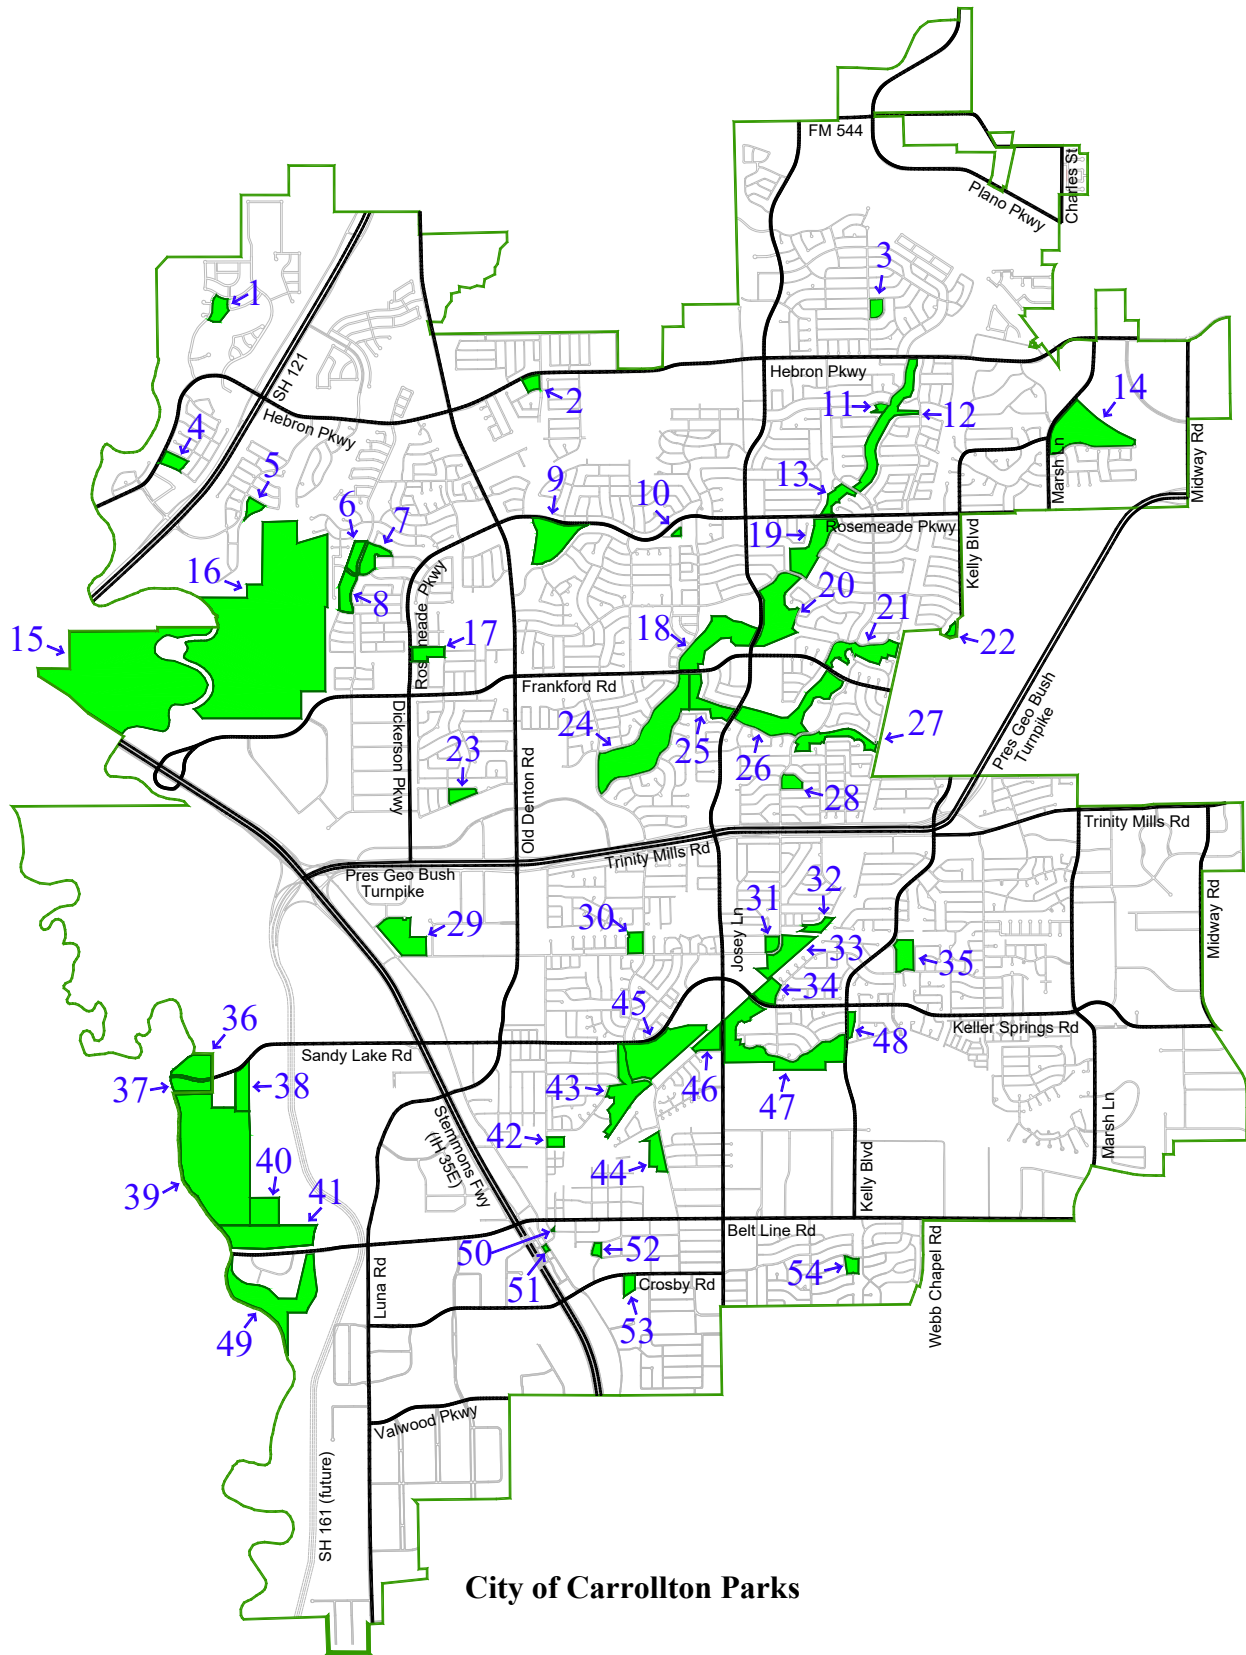 FM 544
Plano Pkwy
Charles St
3
1
SH 121
Hebron Pkwy
2
11
12
14
Hebron Pkwy
4
5
Marsh Ln
Midway Rd
9
10
13
6
7
19
Rosemeade Pkwy
Kelly Blvd
16
8
Rosemeade Pkwy
20
21
15
17
18
22
Frankford Rd
Pres Geo Bush
Turnpike
Dickerson Pkwy
24
25
26
27
23
Old Denton Rd
28
Trinity Mills Rd
Trinity Mills Rd
Pres Geo Bush
Turnpike
32
31
30
29
Josey Ln
33
35
Midway Rd
34
45
36
Keller Springs Rd
48
Sandy Lake Rd
37
38
43
46
47
Stemmons Fwy
(IH 35E)
42
Marsh Ln
40
44
39
41
Kelly Blvd
Belt Line Rd
50
52
51
54
Luna Rd
Crosby Rd
Webb Chapel Rd
49
53
Valwood Pkwy
SH 161 (future)
City of Carrollton Parks